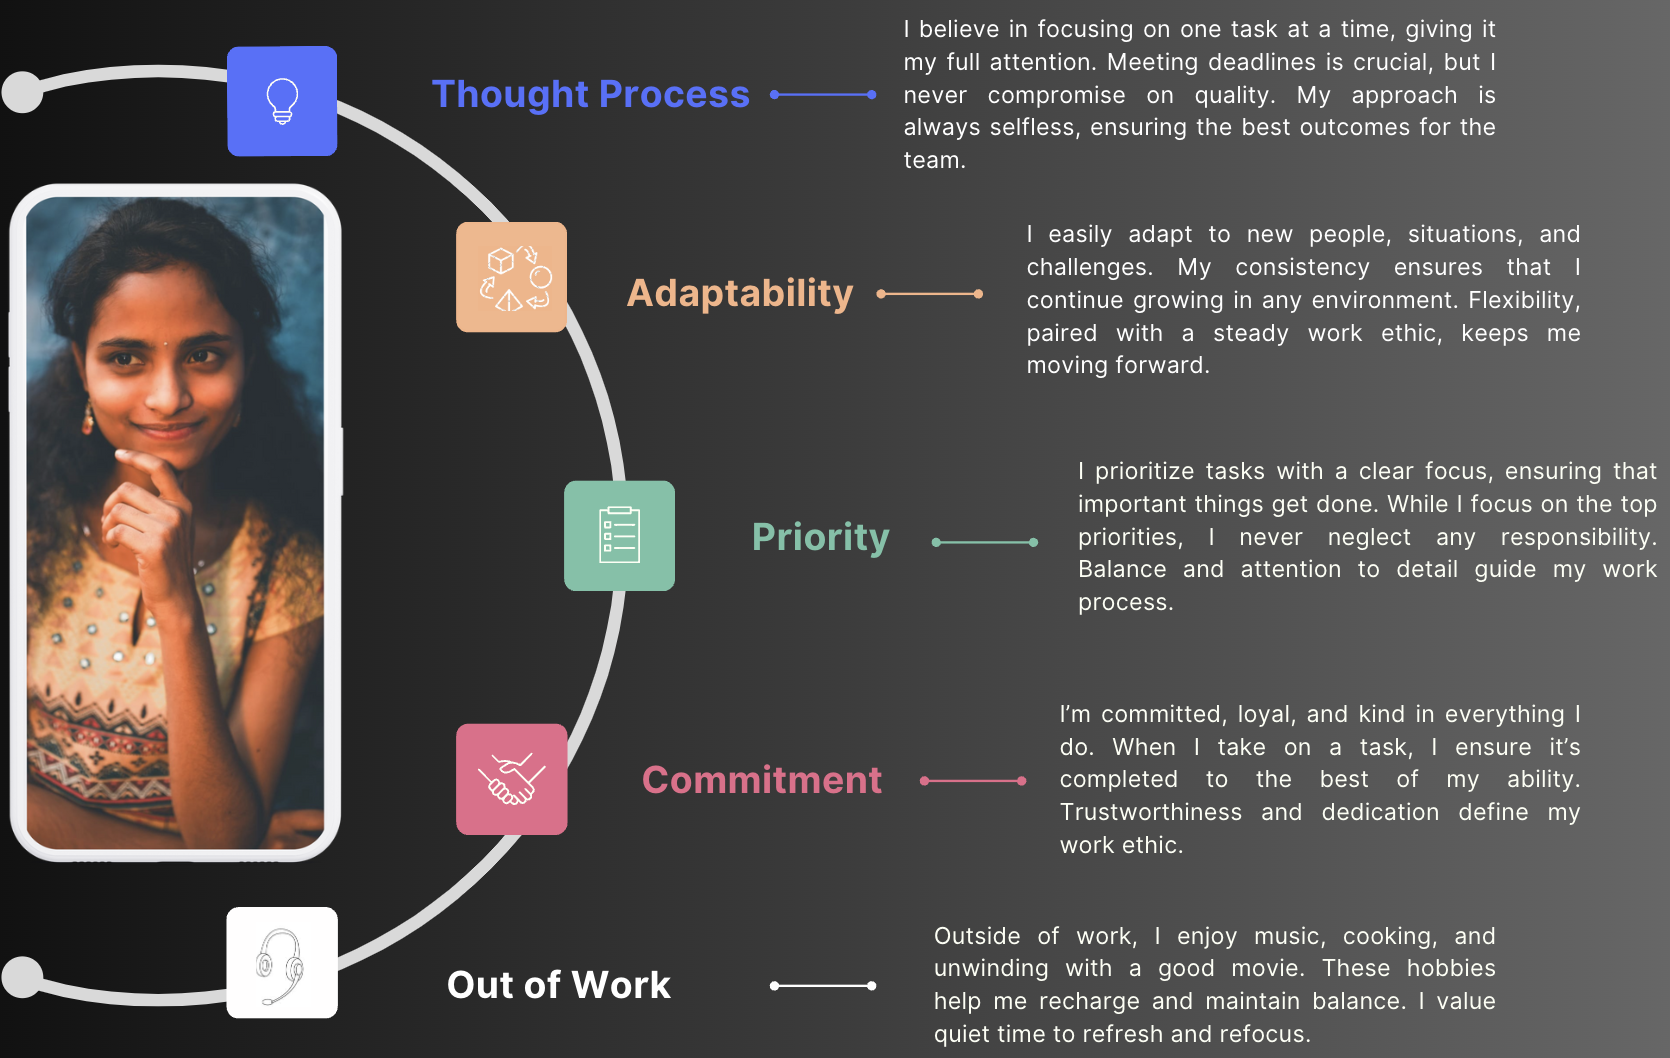 Thought Process
I believe in focusing on one task at a time, giving it
my full attention. Meeting deadlines is crucial, but I
never compromise on quality. My approach is
always selfless, ensuring the best outcomes for the
team.
Adaptability
I easily adapt to new people, situations, and
challenges. My consistency ensures that I
continue growing in any environment. Flexibility,
paired with a steady work ethic, keeps me
moving forward.
Priority
I prioritize tasks with a clear focus, ensuring that
important things get done. While I focus on the top
priorities, I never neglect any responsibility.
Balance and attention to detail guide my work
process.
Commitment
I’m committed, loyal, and kind in everything I
do. When I take on a task, I ensure it’s
completed to the best of my ability.
Trustworthiness and dedication define my
work ethic.
Out of Work
Outside of work, I enjoy music, cooking, and
unwinding with a good movie. These hobbies
help me recharge and maintain balance. I value
quiet time to refresh and refocus.